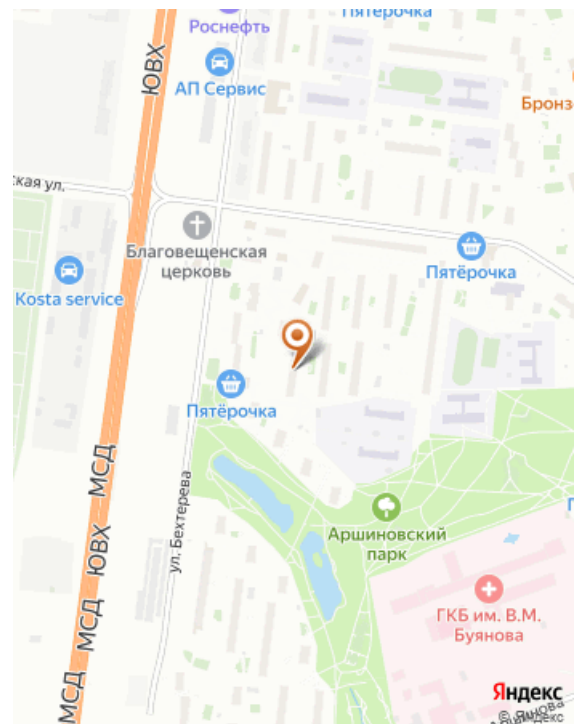 Пятёрочка
Роснефть
ЮВХ
АП Сервис
Бронз
ская ул.
Благовещенская
церковь
Пятёрочка
Kosta service
Пятёрочка
МСД
ул. Бехтерева
Аршиновский
парк
ЮВХ
ГКБ им. В.М.
Буянова
МСД
МСД
Яндекс